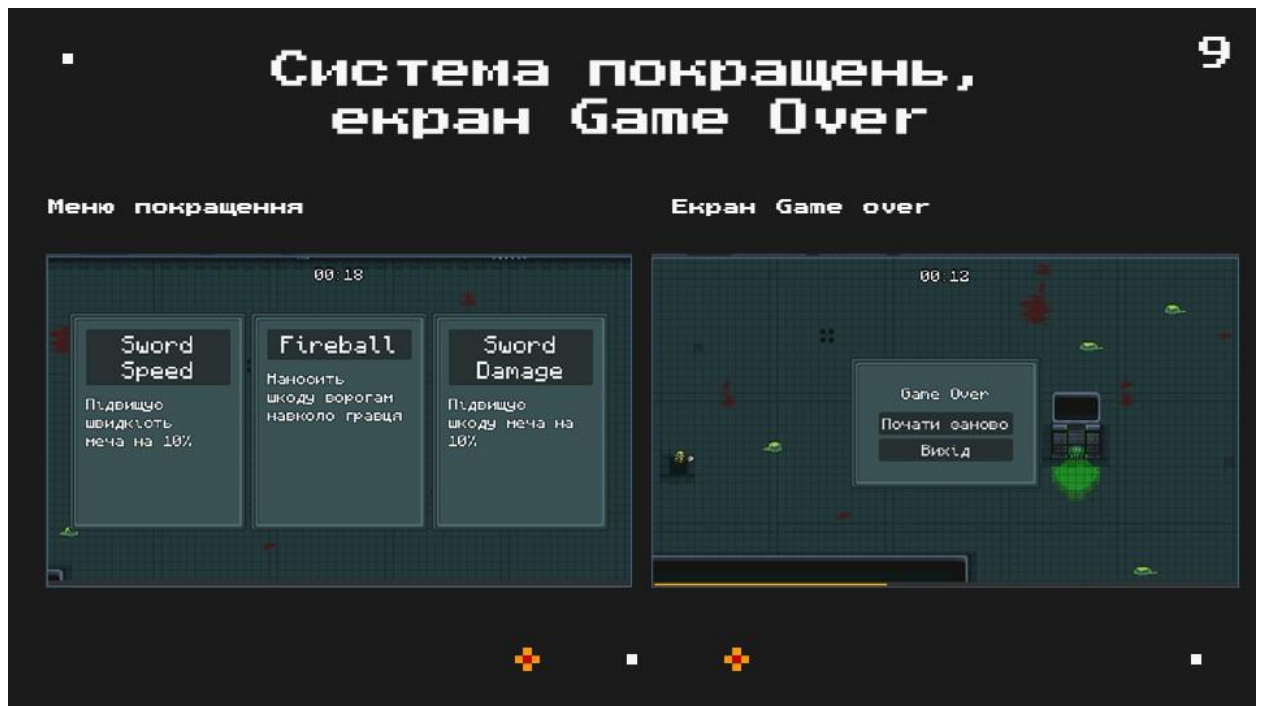 9
Система покращень,
екран Game Over
Меню покращення
Екран Game over
00:18
Sword
Speed
Підвищує
швидкість
меча на 10%
Fireball
Наносить
шкоду ворогам
навколо гравця
Sword
Damage
Підвищує
шкоду меча на
10%
00:12
Game Over
Почати заново
Вихід